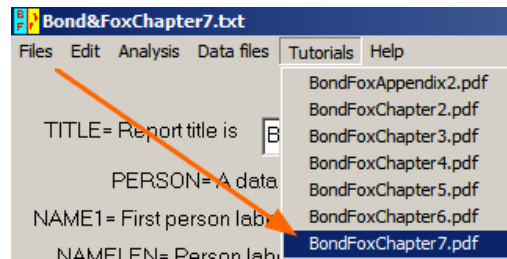 B
F
Bond&FoxChapter7.txt
Files Edit Analysis Data files Tutorials Help
BondFoxAppendix2.pdf
BondFoxChapter2.pdf
BondFoxChapter3.pdf
BondFoxChapter4.pdf
BondFoxChapter5.pdf
BondFoxChapter6.pdf
BondFoxChapter7.pdf
TITLE= Report title is B
PERSON= A data
NAME1= First person lab
NAMELEN= Person lab